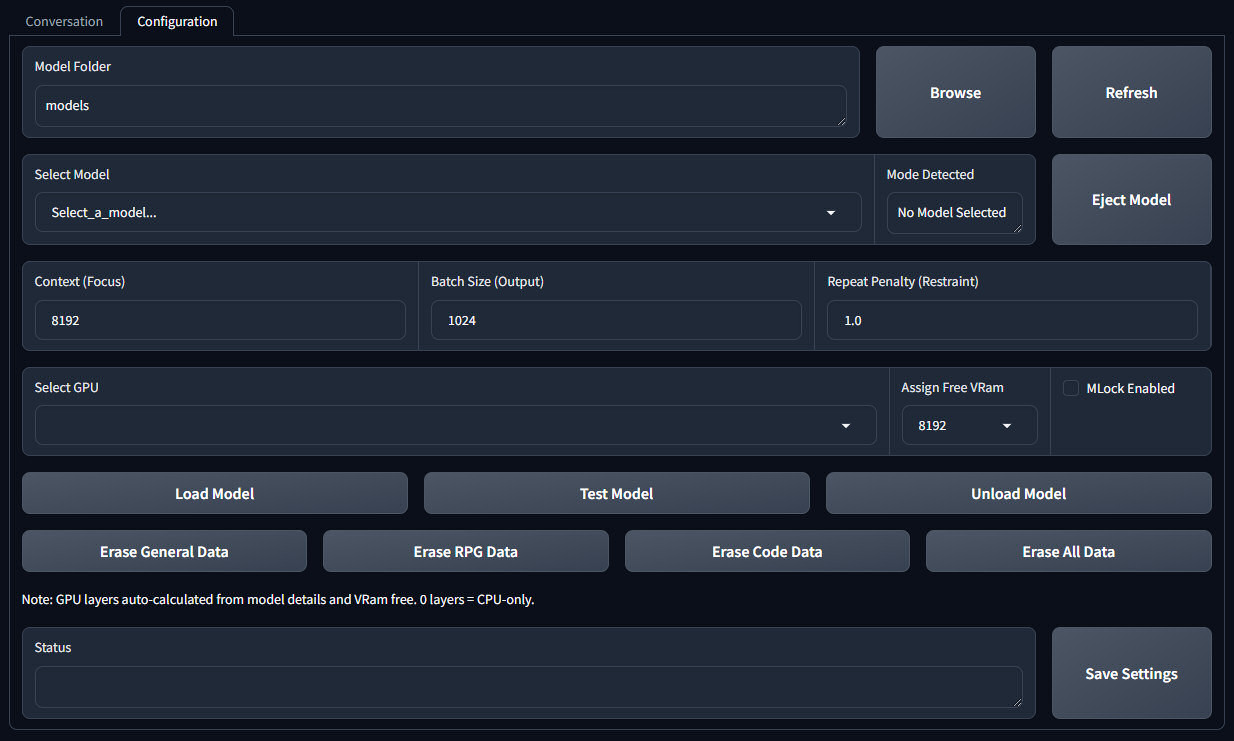 Conversation
Configuration
Model Folder
models
Browse
Refresh
Select Model
Select_a_model...
Mode Detected
No Model Selected
Eject Model
Context (Focus)
8192
Batch Size (Output)
1024
Repeat Penalty (Restraint)
1.0
Select GPU
Assign Free VRam
8192
MLock Enabled
Load Model
Test Model
Unload Model
Erase General Data
Erase RPG Data
Erase Code Data
Erase All Data
Note: GPU layers auto-calculated from model details and VRam free. 0 layers = CPU-only.
Status
Save Settings